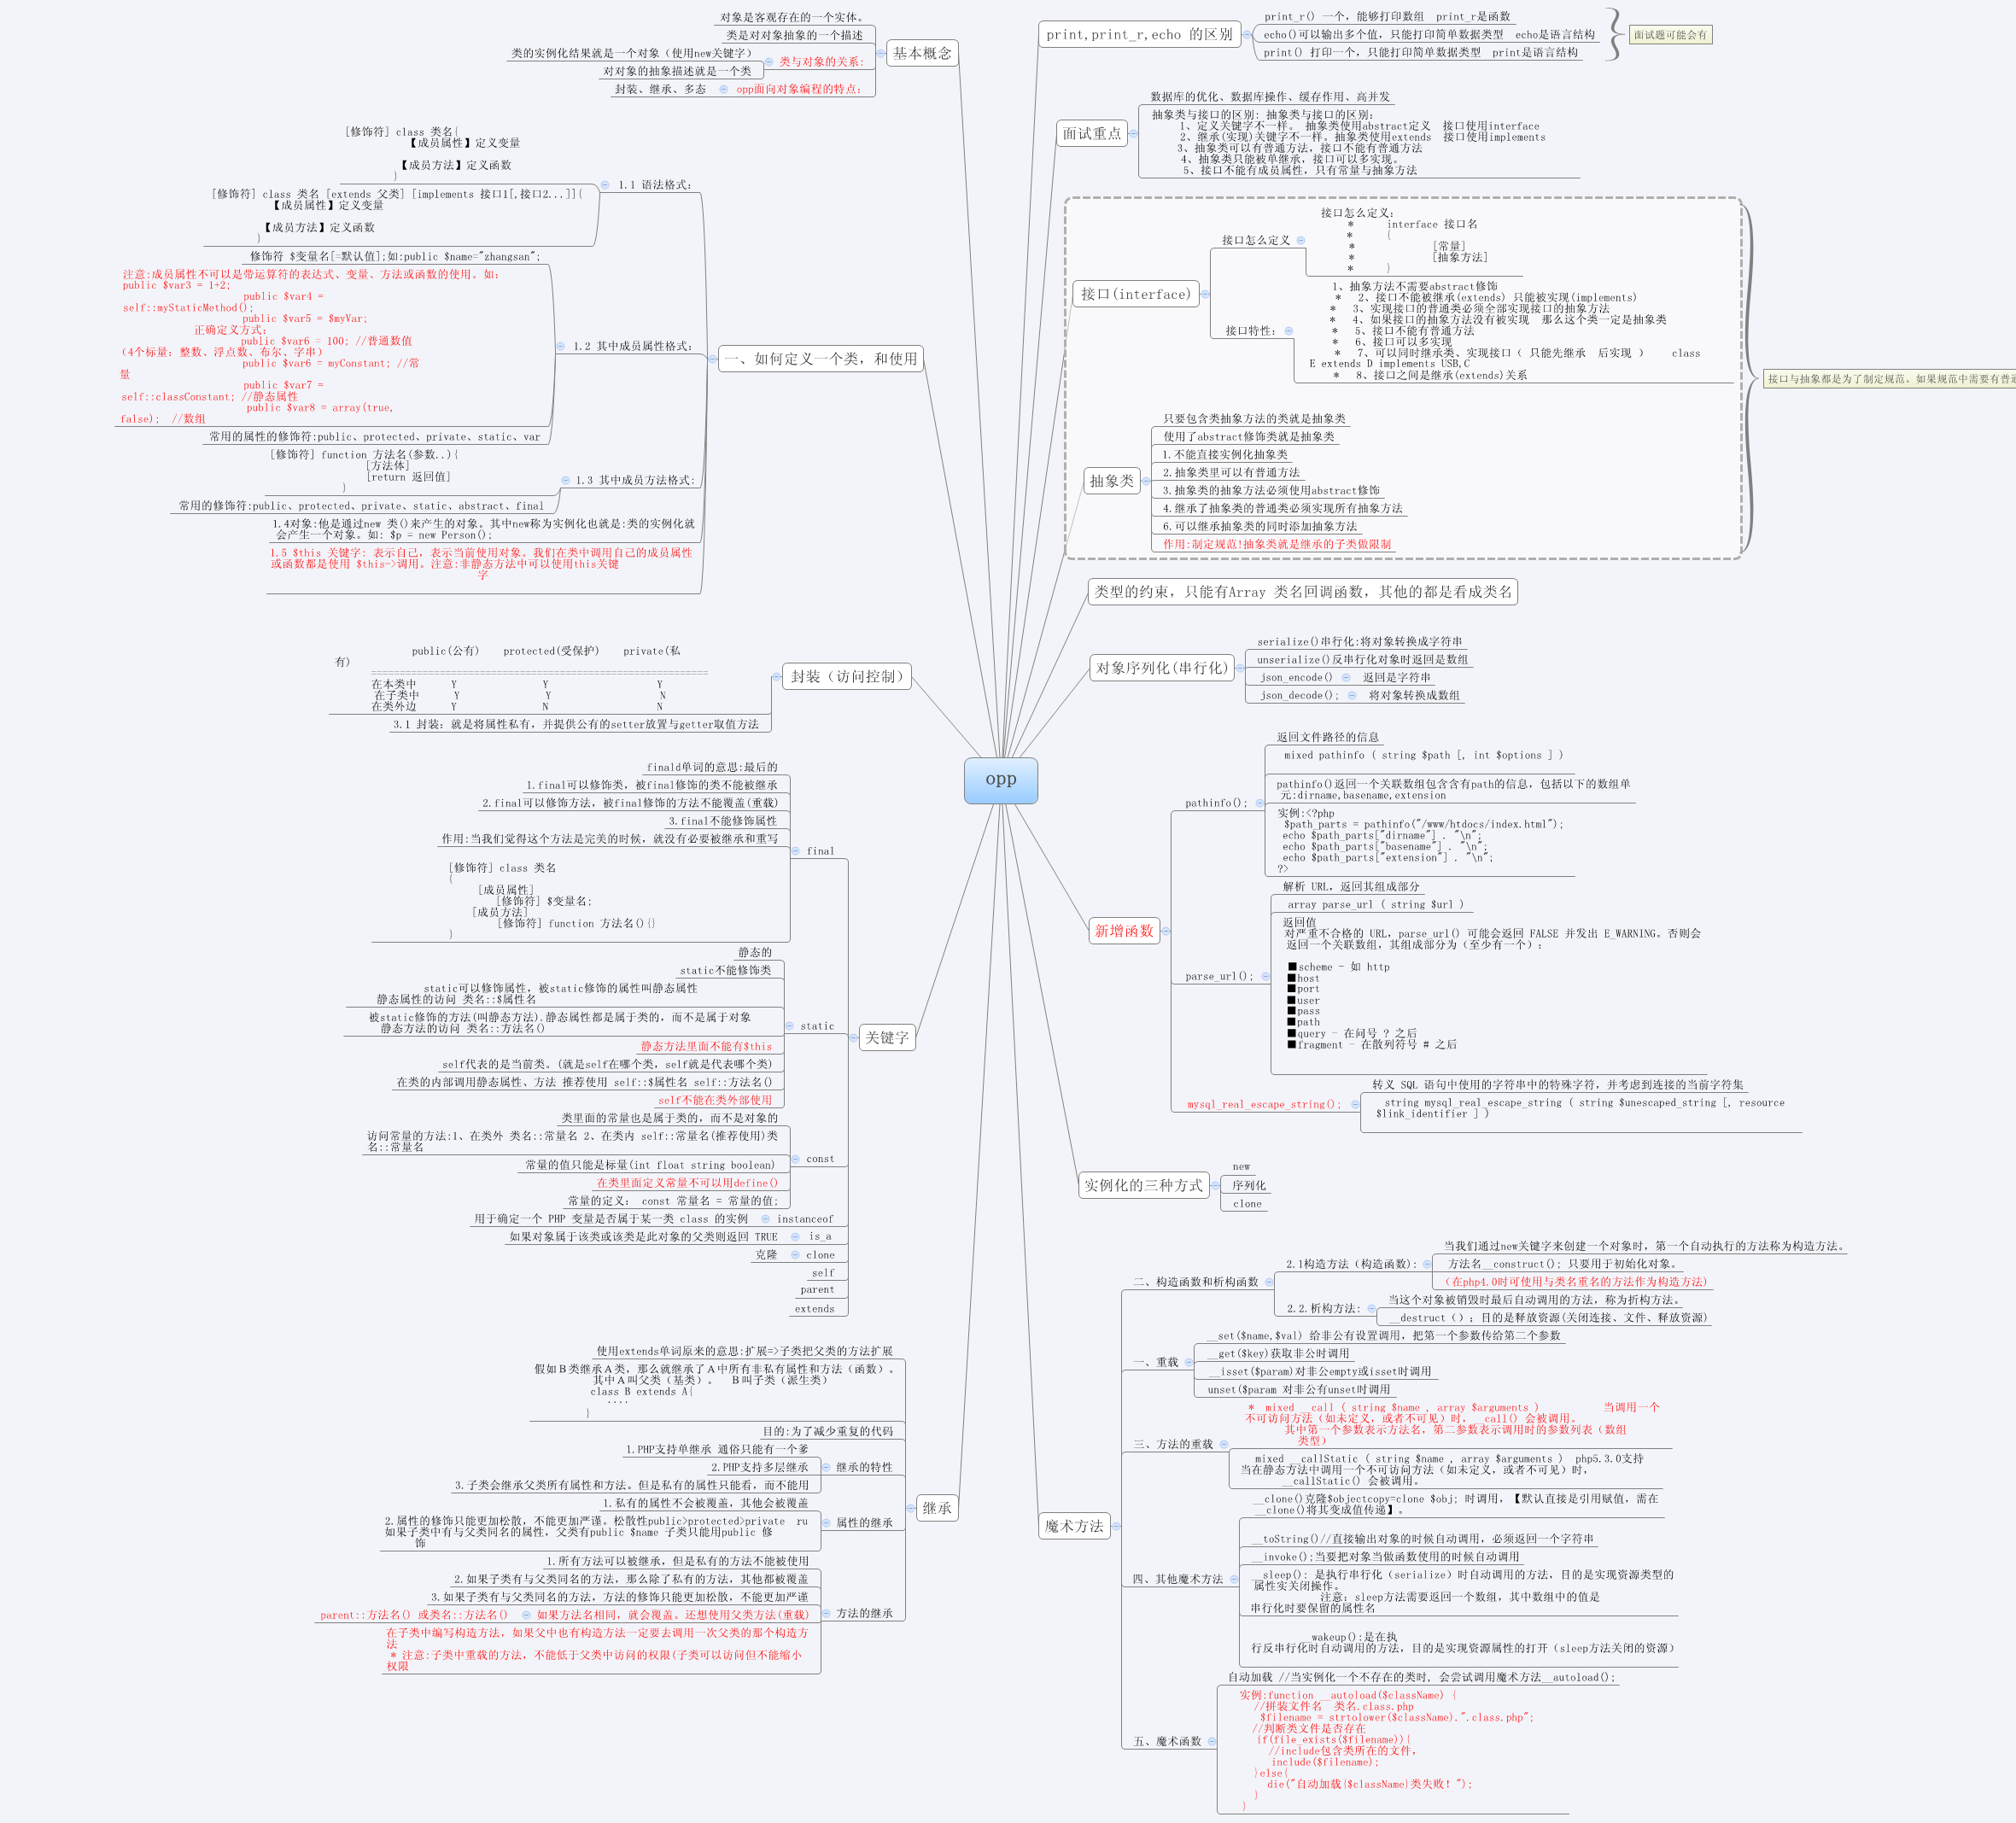 opp
基本概念
对象是客观存在的一个实体。
类是对对象抽象的一个描述
类与对象的关系:
类的实例化结果就是一个对象（使用new关键字）
对对象的抽象描述就是一个类
opp面向对象编程的特点:
封装、继承、多态
一、如何定义一个类，和使用
1.1 语法格式:
[修饰符] class 类名{
【成员属性】定义变量
【成员方法】定义函数
}
[修饰符] class 类名 [extends 父类] [implements 接口1[,接口2...]]{
【成员属性】定义变量
【成员方法】定义函数
}
1.2 其中成员属性格式:
修饰符 $变量名[=默认值];如:public $name="zhangsan";
注意:成员属性不可以是带运算符的表达式、变量、方法或函数的使用。如:
public $var3 = 1+2;
public $var4 =
self::myStaticMethod();
public $var5 = $myVar;
正确定义方式:
public $var6 = 100; //普通数值
（4个标量: 整数、浮点数、布尔、字串）
public $var6 = myConstant; //常
量
public $var7 =
self::classConstant; //静态属性
public $var8 = array(true,
false);  //数组
常用的属性的修饰符:public、protected、private、static、var
1.3 其中成员方法格式:
[修饰符] function 方法名(参数..){
[方法体]
[return 返回值]
}
常用的修饰符:public、protected、private、static、abstract、final
1.4对象:他是通过new 类()来产生的对象。其中new称为实例化也就是:类的实例化就
会产生一个对象。如: $p = new Person();
1.5 $this 关键字: 表示自己，表示当前使用对象。我们在类中调用自己的成员属性
或函数都是使用 $this->调用。注意:非静态方法中可以使用this关键
字
封装（访问控制）
public(公有)    protected(受保护)    private(私
有)
==========================================================
在本类中      Y               Y                   Y
在子类中      Y               Y                   N
在类外边      Y               N                   N
3.1 封装: 就是将属性私有，并提供公有的setter放置与getter取值方法
关键字
final
finald单词的意思:最后的
1.final可以修饰类，被final修饰的类不能被继承
2.final可以修饰方法，被final修饰的方法不能覆盖(重载)
3.final不能修饰属性
作用:当我们觉得这个方法是完美的时候，就没有必要被继承和重写
[修饰符] class 类名
{
[成员属性]
[修饰符] $变量名;
[成员方法]
[修饰符] function 方法名(){}
}
static
静态的
static不能修饰类
static可以修饰属性，被static修饰的属性叫静态属性
静态属性的访问 类名::$属性名
被static修饰的方法(叫静态方法).静态属性都是属于类的，而不是属于对象
静态方法的访问 类名::方法名()
静态方法里面不能有$this
self代表的是当前类。(就是self在哪个类，self就是代表哪个类)
在类的内部调用静态属性、方法 推荐使用 self::$属性名 self::方法名()
self不能在类外部使用
const
类里面的常量也是属于类的，而不是对象的
访问常量的方法:1、在类外 类名::常量名 2、在类内 self::常量名(推荐使用)类
名::常量名
常量的值只能是标量(int float string boolean)
在类里面定义常量不可以用define()
常量的定义:  const 常量名 = 常量的值;
instanceof
用于确定一个 PHP 变量是否属于某一类 class 的实例
is_a
如果对象属于该类或该类是此对象的父类则返回 TRUE
clone
克隆
self
parent
extends
继承
使用extends单词原来的意思:扩展=>子类把父类的方法扩展
假如Ｂ类继承Ａ类，那么就继承了Ａ中所有非私有属性和方法（函数）。
其中Ａ叫父类（基类）。  Ｂ叫子类（派生类）
class B extends A{
....
}
目的:为了减少重复的代码
继承的特性
1.PHP支持单继承 通俗只能有一个爹
2.PHP支持多层继承
3.子类会继承父类所有属性和方法。但是私有的属性只能看，而不能用
属性的继承
1.私有的属性不会被覆盖，其他会被覆盖
2.属性的修饰只能更加松散，不能更加严谨。松散性public>protected>private  ru
如果子类中有与父类同名的属性，父类有public $name 子类只能用public 修
饰
方法的继承
1.所有方法可以被继承，但是私有的方法不能被使用
2.如果子类有与父类同名的方法，那么除了私有的方法，其他都被覆盖
3.如果子类有与父类同名的方法，方法的修饰只能更加松散，不能更加严谨
如果方法名相同，就会覆盖。还想使用父类方法(重载)
parent::方法名() 或类名::方法名()
在子类中编写构造方法，如果父中也有构造方法一定要去调用一次父类的那个构造方
法
* 注意:子类中重载的方法，不能低于父类中访问的权限(子类可以访问但不能缩小
权限
print,print_r,echo 的区别
print_r() 一个，能够打印数组  print_r是函数
echo()可以输出多个值，只能打印简单数据类型  echo是语言结构
print() 打印一个，只能打印简单数据类型  print是语言结构
面试题可能会有
面试重点
数据库的优化、数据库操作、缓存作用、高并发
抽象类与接口的区别: 抽象类与接口的区别:
1、定义关键字不一样。 抽象类使用abstract定义  接口使用interface
2、继承(实现)关键字不一样。抽象类使用extends  接口使用implements
3、抽象类可以有普通方法，接口不能有普通方法
4、抽象类只能被单继承，接口可以多实现。
5、接口不能有成员属性，只有常量与抽象方法
接口(interface)
接口怎么定义
接口怎么定义:
*     interface 接口名
*     {
*            [常量]
*            [抽象方法]
*     }
接口特性:
1、抽象方法不需要abstract修饰
*  2、接口不能被继承(extends) 只能被实现(implements)
*  3、实现接口的普通类必须全部实现接口的抽象方法
*  4、如果接口的抽象方法没有被实现  那么这个类一定是抽象类
*  5、接口不能有普通方法
*  6、接口可以多实现
*  7、可以同时继承类、实现接口（ 只能先继承  后实现 ）    class
E extends D implements USB,C
*  8、接口之间是继承(extends)关系
抽象类
只要包含类抽象方法的类就是抽象类
使用了abstract修饰类就是抽象类
1.不能直接实例化抽象类
2.抽象类里可以有普通方法
3.抽象类的抽象方法必须使用abstract修饰
4.继承了抽象类的普通类必须实现所有抽象方法
6.可以继承抽象类的同时添加抽象方法
作用:制定规范!抽象类就是继承的子类做限制
接口与抽象都是为了制定规范。如果规范中需要有普通
类型的约束，只能有Array 类名回调函数，其他的都是看成类名
对象序列化(串行化)
serialize()串行化:将对象转换成字符串
unserialize()反串行化对象时返回是数组
json_encode()
返回是字符串
json_decode();
将对象转换成数组
新增函数
pathinfo();
返回文件路径的信息
mixed pathinfo ( string $path [, int $options ] )
pathinfo()返回一个关联数组包含含有path的信息，包括以下的数组单
元:dirname,basename,extension
实例:<?php
$path_parts = pathinfo("/www/htdocs/index.html");
echo $path_parts["dirname"] . "\n";
echo $path_parts["basename"] . "\n";
echo $path_parts["extension"] . "\n";
?>
parse_url();
解析 URL，返回其组成部分
array parse_url ( string $url )
返回值
对严重不合格的 URL，parse_url() 可能会返回 FALSE 并发出 E_WARNING。否则会
返回一个关联数组，其组成部分为（至少有一个）:
■scheme - 如 http
■host
■port
■user
■pass
■path
■query - 在问号 ? 之后
■fragment - 在散列符号 # 之后
mysql_real_escape_string();
转义 SQL 语句中使用的字符串中的特殊字符，并考虑到连接的当前字符集
string mysql_real_escape_string ( string $unescaped_string [, resource
$link_identifier ] )
实例化的三种方式
new
序列化
clone
魔术方法
二、构造函数和析构函数
2.1构造方法（构造函数）:
当我们通过new关键字来创建一个对象时，第一个自动执行的方法称为构造方法。
方法名__construct(); 只要用于初始化对象。
（在php4.0时可使用与类名重名的方法作为构造方法)
2.2.析构方法:
当这个对象被销毁时最后自动调用的方法，称为折构方法。
__destruct（）; 目的是释放资源(关闭连接、文件、释放资源)
一、重载
__set($name,$val) 给非公有设置调用，把第一个参数传给第二个参数
__get($key)获取非公时调用
__isset($param)对非公empty或isset时调用
unset($param 对非公有unset时调用
三、方法的重载
*  mixed __call ( string $name , array $arguments )          当调用一个
不可访问方法（如未定义，或者不可见）时，__call() 会被调用。
其中第一个参数表示方法名，第二参数表示调用时的参数列表（数组
类型）
mixed __callStatic ( string $name , array $arguments )  php5.3.0支持
当在静态方法中调用一个不可访问方法（如未定义，或者不可见）时，
__callStatic() 会被调用。
四、其他魔术方法
__clone()克隆$objectcopy=clone $obj; 时调用，【默认直接是引用赋值，需在
__clone()将其变成值传递】。
__toString()//直接输出对象的时候自动调用，必须返回一个字符串
__invoke();当要把对象当做函数使用的时候自动调用
__sleep(): 是执行串行化（serialize）时自动调用的方法，目的是实现资源类型的
属性实关闭操作。
注意: sleep方法需要返回一个数组，其中数组中的值是
串行化时要保留的属性名
__wakeup():是在执
行反串行化时自动调用的方法，目的是实现资源属性的打开（sleep方法关闭的资源）
五、魔术函数
自动加载 //当实例化一个不存在的类时, 会尝试调用魔术方法__autoload();
实例:function __autoload($className) {
//拼装文件名  类名.class.php
$filename = strtolower($className).".class.php";
//判断类文件是否存在
if(file_exists($filename)){
//include包含类所在的文件,
include($filename);
}else{
die("自动加载{$className}类失败! ");
}
}